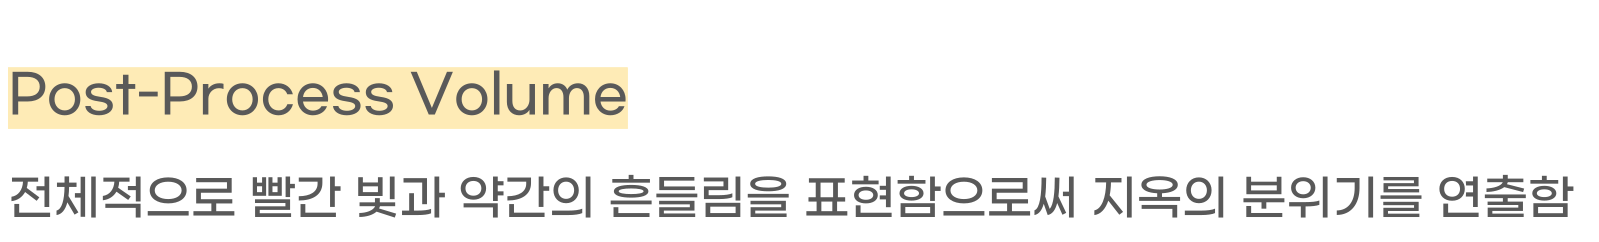 Post-Process Volume
전체적으로 빨간 빛과 약간의 흔들림을 표현함으로써 지옥의 분위기를 연출함